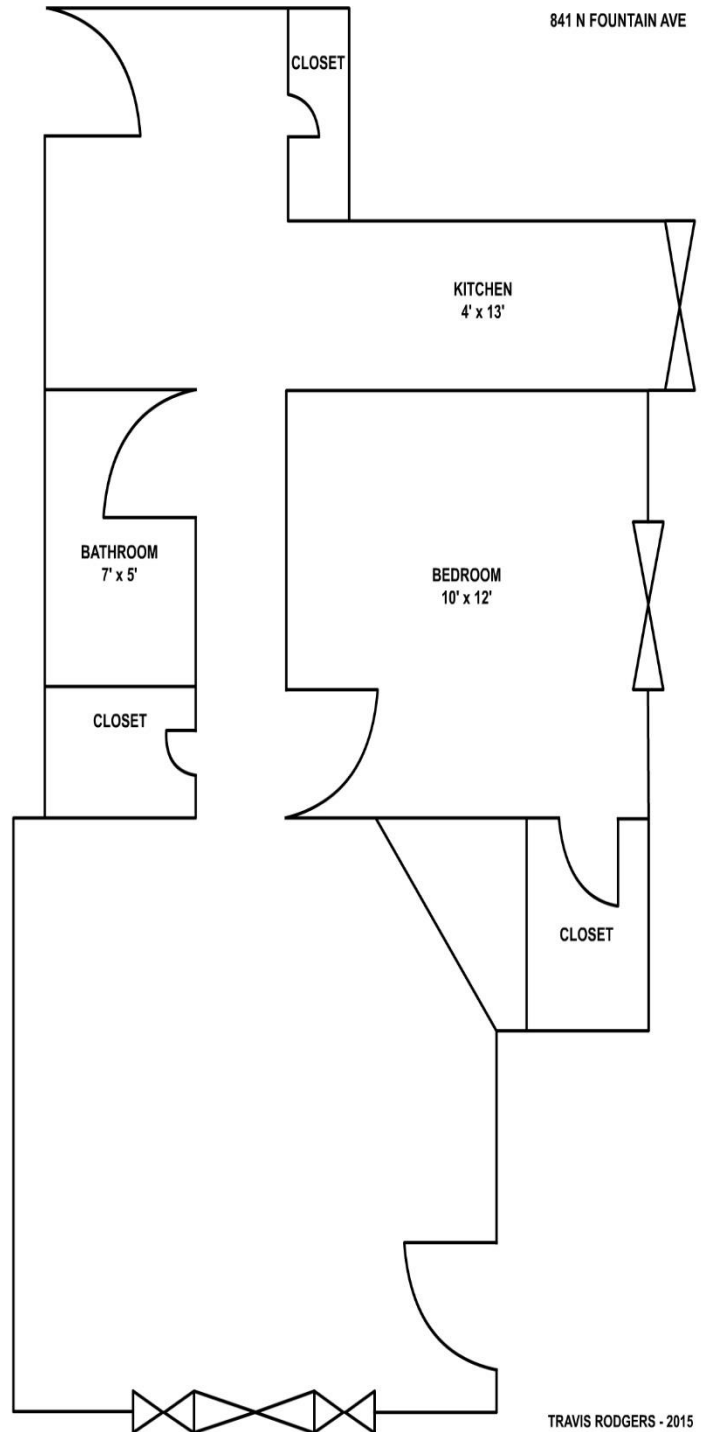 841 N FOUNTAIN AVE
CLOSET
KITCHEN
4' x 13'
BATHROOM
7' x 5'
BEDROOM
10' x 12'
CLOSET
CLOSET
TRAVIS RODGERS - 2015